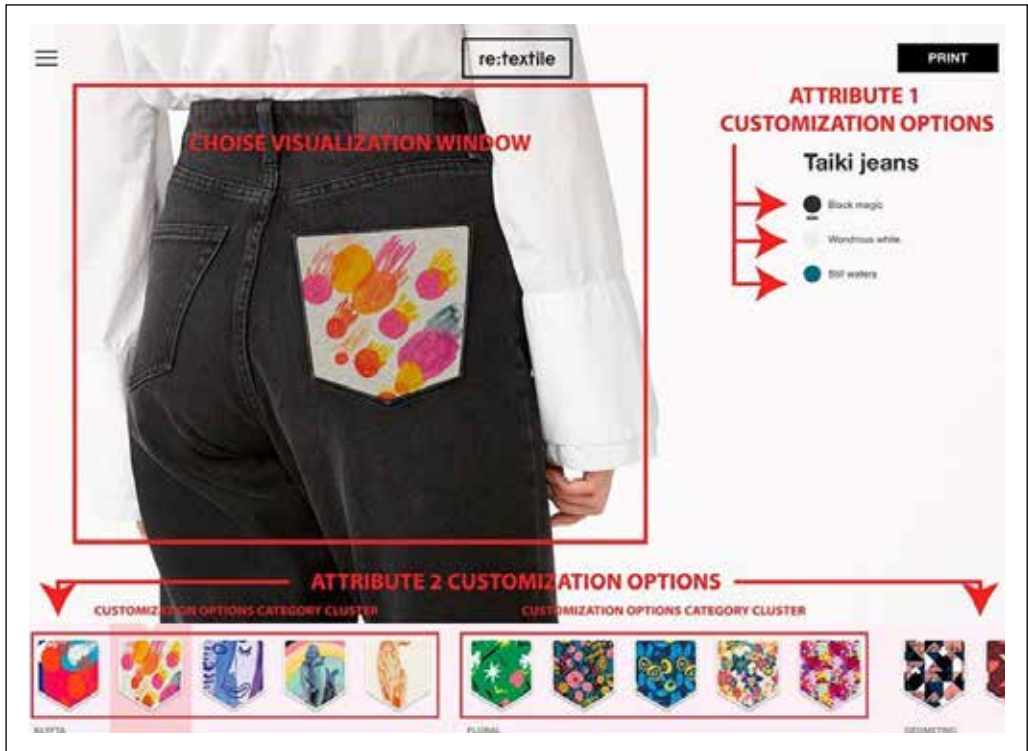 re:textile
PRINT
ATTRIBUTE 1
CUSTOMIZATION OPTIONS
CHOISE VISUALIZATION WINDOW
Taiki jeans
Black magic
Wondrous white
Still waters
ATTRIBUTE 2 CUSTOMIZATION OPTIONS
CUSTOMIZATION OPTIONS CATEGORY CLUSTER
CUSTOMIZATION OPTIONS CATEGORY CLUSTER
KLYFTA
FLORAL
GEOMETRIC